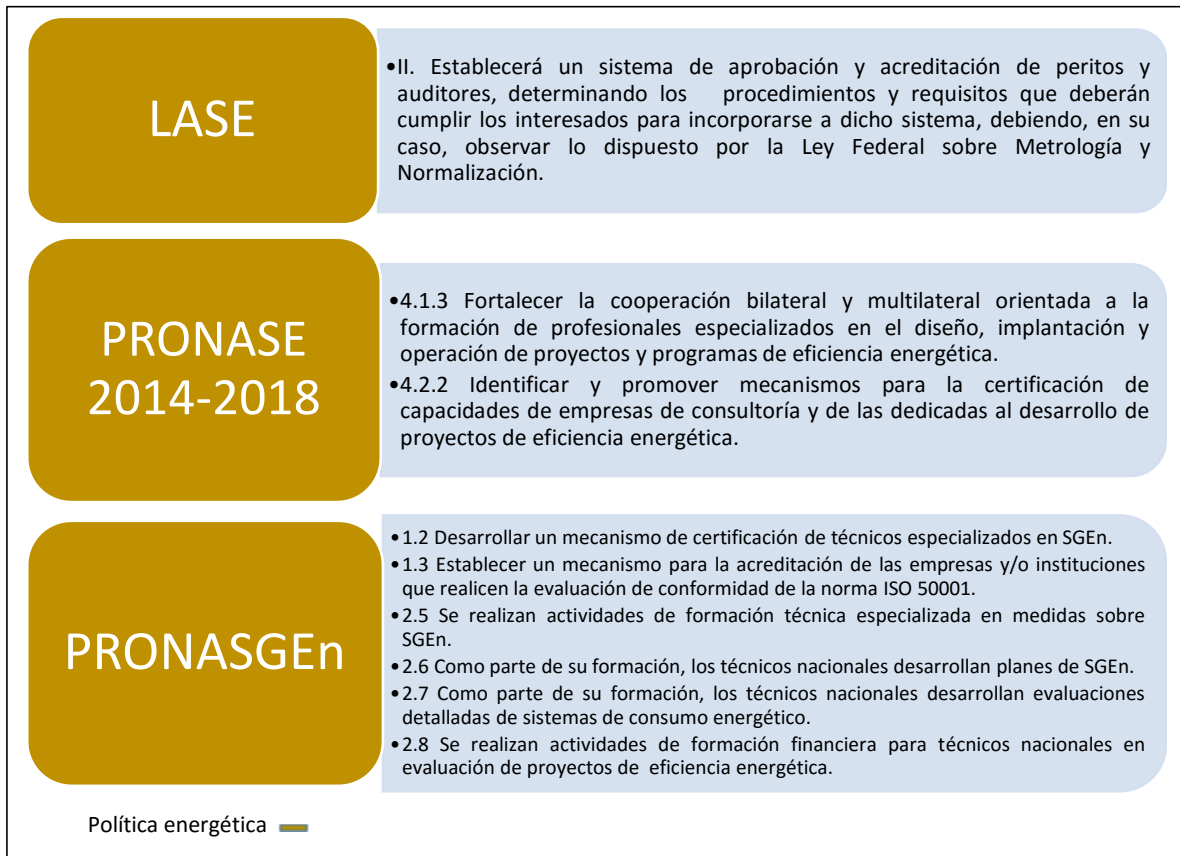 LASE
•II. Establecerá un sistema de aprobación y acreditación de peritos y
auditores, determinando los procedimientos y requisitos que deberán
cumplir los interesados para incorporarse a dicho sistema, debiendo, en su
caso, observar lo dispuesto por la Ley Federal sobre Metrología y
Normalización.
PRONASE
2014-2018
•4.1.3 Fortalecer la cooperación bilateral y multilateral orientada a la
formación de profesionales especializados en el diseño, implantación y
operación de proyectos y programas de eficiencia energética.
•4.2.2 Identificar y promover mecanismos para la certificación de
capacidades de empresas de consultoría y de las dedicadas al desarrollo de
proyectos de eficiencia energética.
PRONASGEn
•1.2 Desarrollar un mecanismo de certificación de técnicos especializados en SGEn.
•1.3 Establecer un mecanismo para la acreditación de las empresas y/o instituciones
que realicen la evaluación de conformidad de la norma ISO 50001.
•2.5 Se realizan actividades de formación técnica especializada en medidas sobre
SGEn.
•2.6 Como parte de su formación, los técnicos nacionales desarrollan planes de SGEn.
•2.7 Como parte de su formación, los técnicos nacionales desarrollan evaluaciones
detalladas de sistemas de consumo energético.
•2.8 Se realizan actividades de formación financiera para técnicos nacionales en
evaluación de proyectos de eficiencia energética.
Política energética